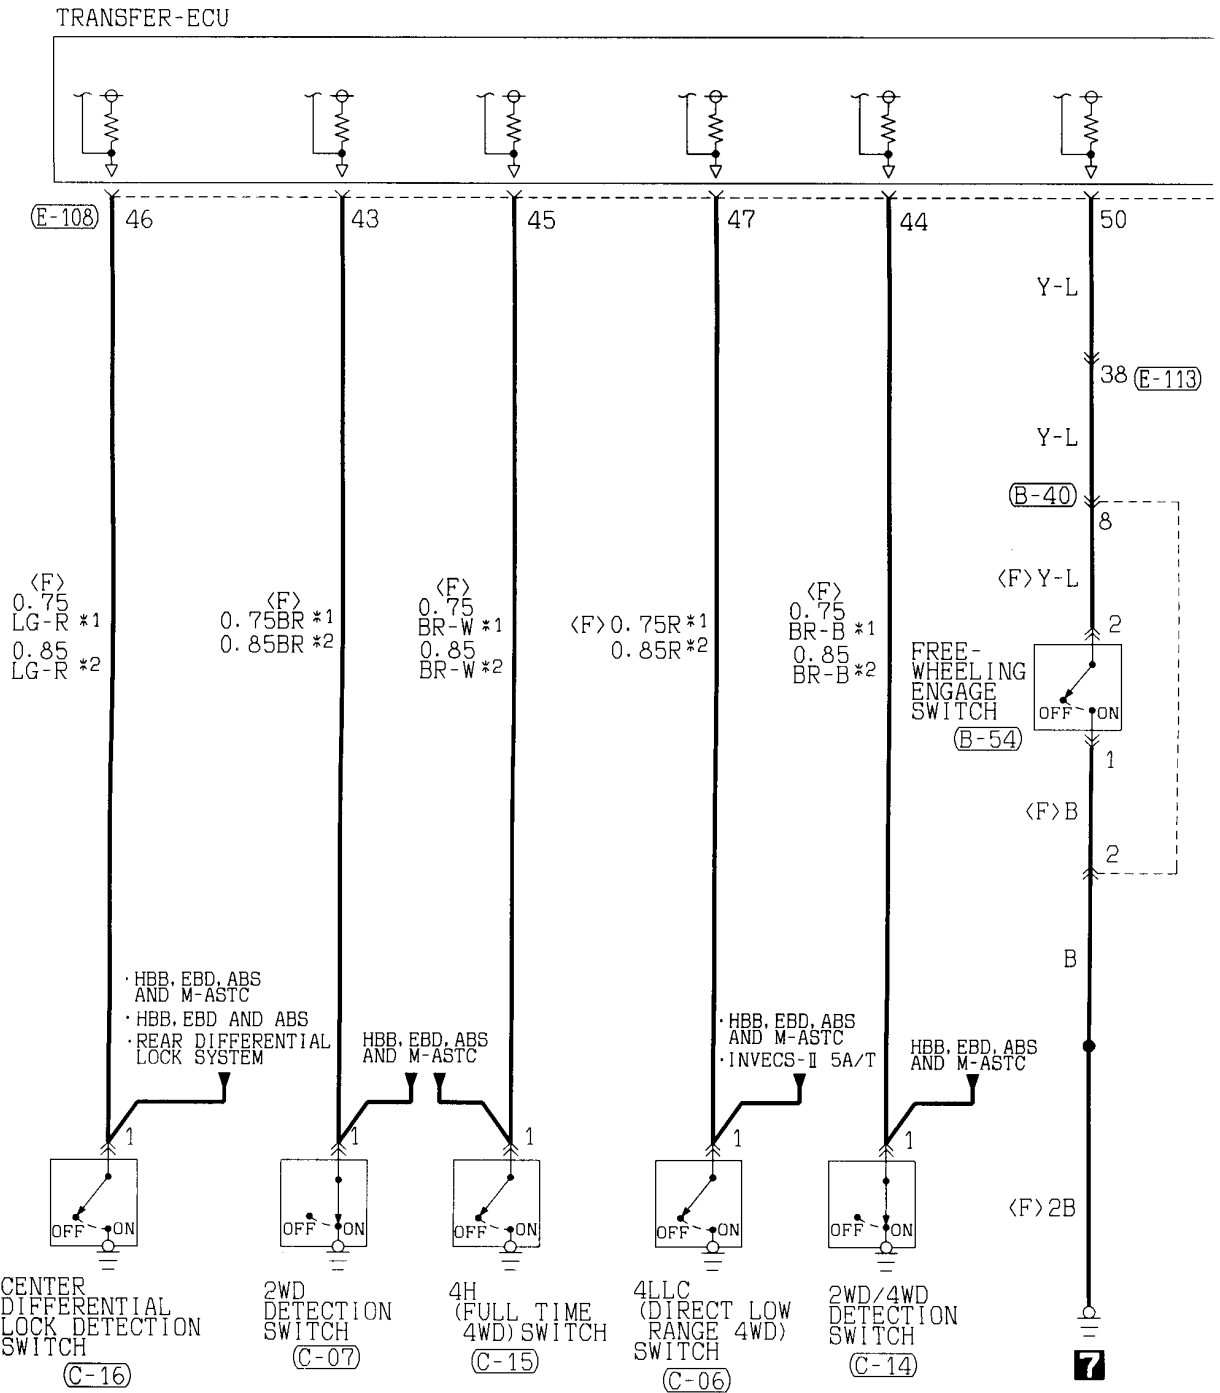 TRANSFER-ECU
E-108
46
43
45
47
44
50
Y-L
38
E-113
Y-L
B-40
8
<F>Y-L
<F>
0.75
LG-R *1
0.85
LG-R *2
<F>
0.75BR *1
0.85BR *2
<F>
0.75
BR-W *1
0.85
BR-W *2
<F>0.75R *1
0.85R *2
<F>
0.75
BR-B *1
0.85
BR-B *2
2
FREE-
WHEELING
ENGAGE
SWITCH
OFF ON
B-54
1
<F>B
2
B
·HBB, EBD, ABS
AND M-ASTC
·HBB, EBD AND ABS
·REAR DIFFERENTIAL
LOCK SYSTEM
HBB, EBD, ABS
AND M-ASTC
·HBB, EBD, ABS
AND M-ASTC
·INVECS-II 5A/T
HBB, EBD, ABS
AND M-ASTC
1
1
1
1
1
OFF ON
OFF ON
OFF ON
OFF ON
OFF ON
<F>2B
CENTER
DIFFERENTIAL
LOCK DETECTION
SWITCH
C-16
2WD
DETECTION
SWITCH
C-07
4H
(FULL TIME
4WD) SWITCH
C-15
4LLC
(DIRECT LOW
RANGE 4WD)
SWITCH
C-06
2WD/4WD
DETECTION
SWITCH
C-14
7